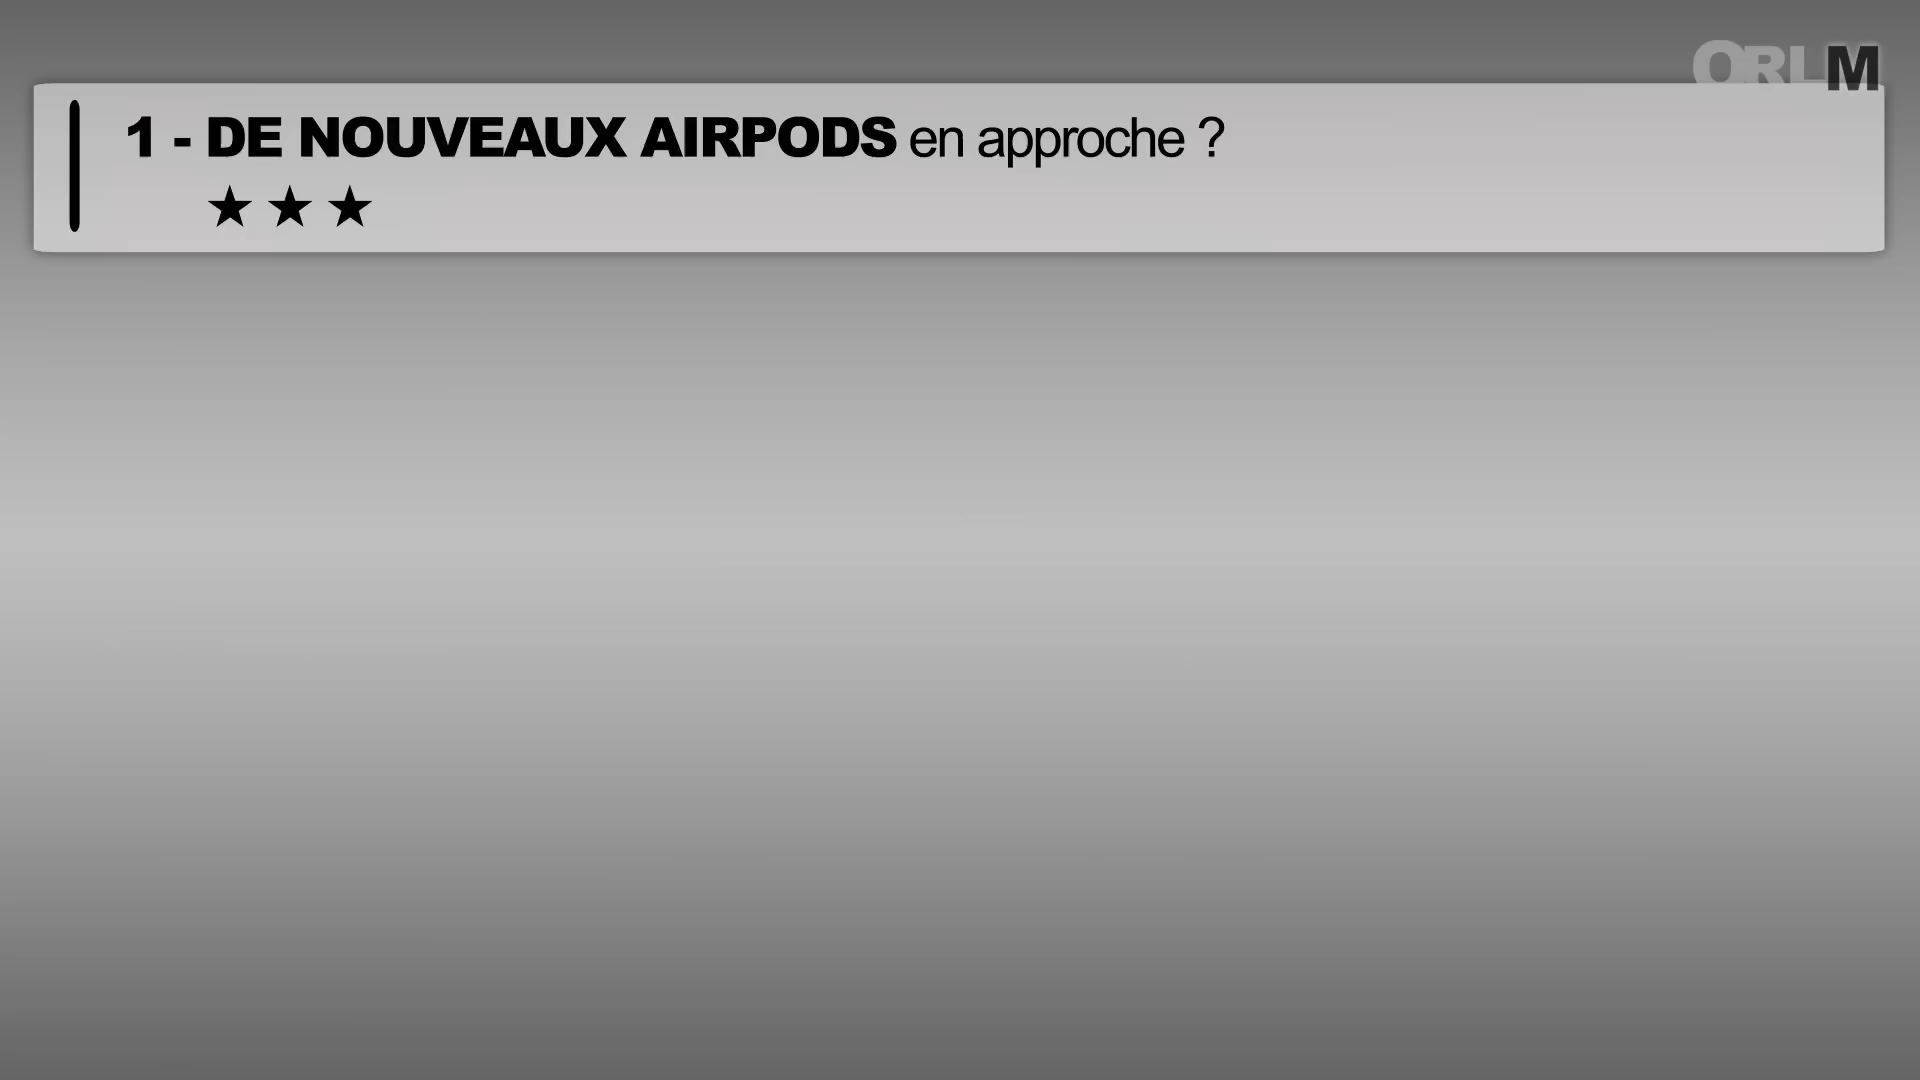 ORLM
1 - DE NOUVEAUX AIRPODS en approche ?
★ ★ ★